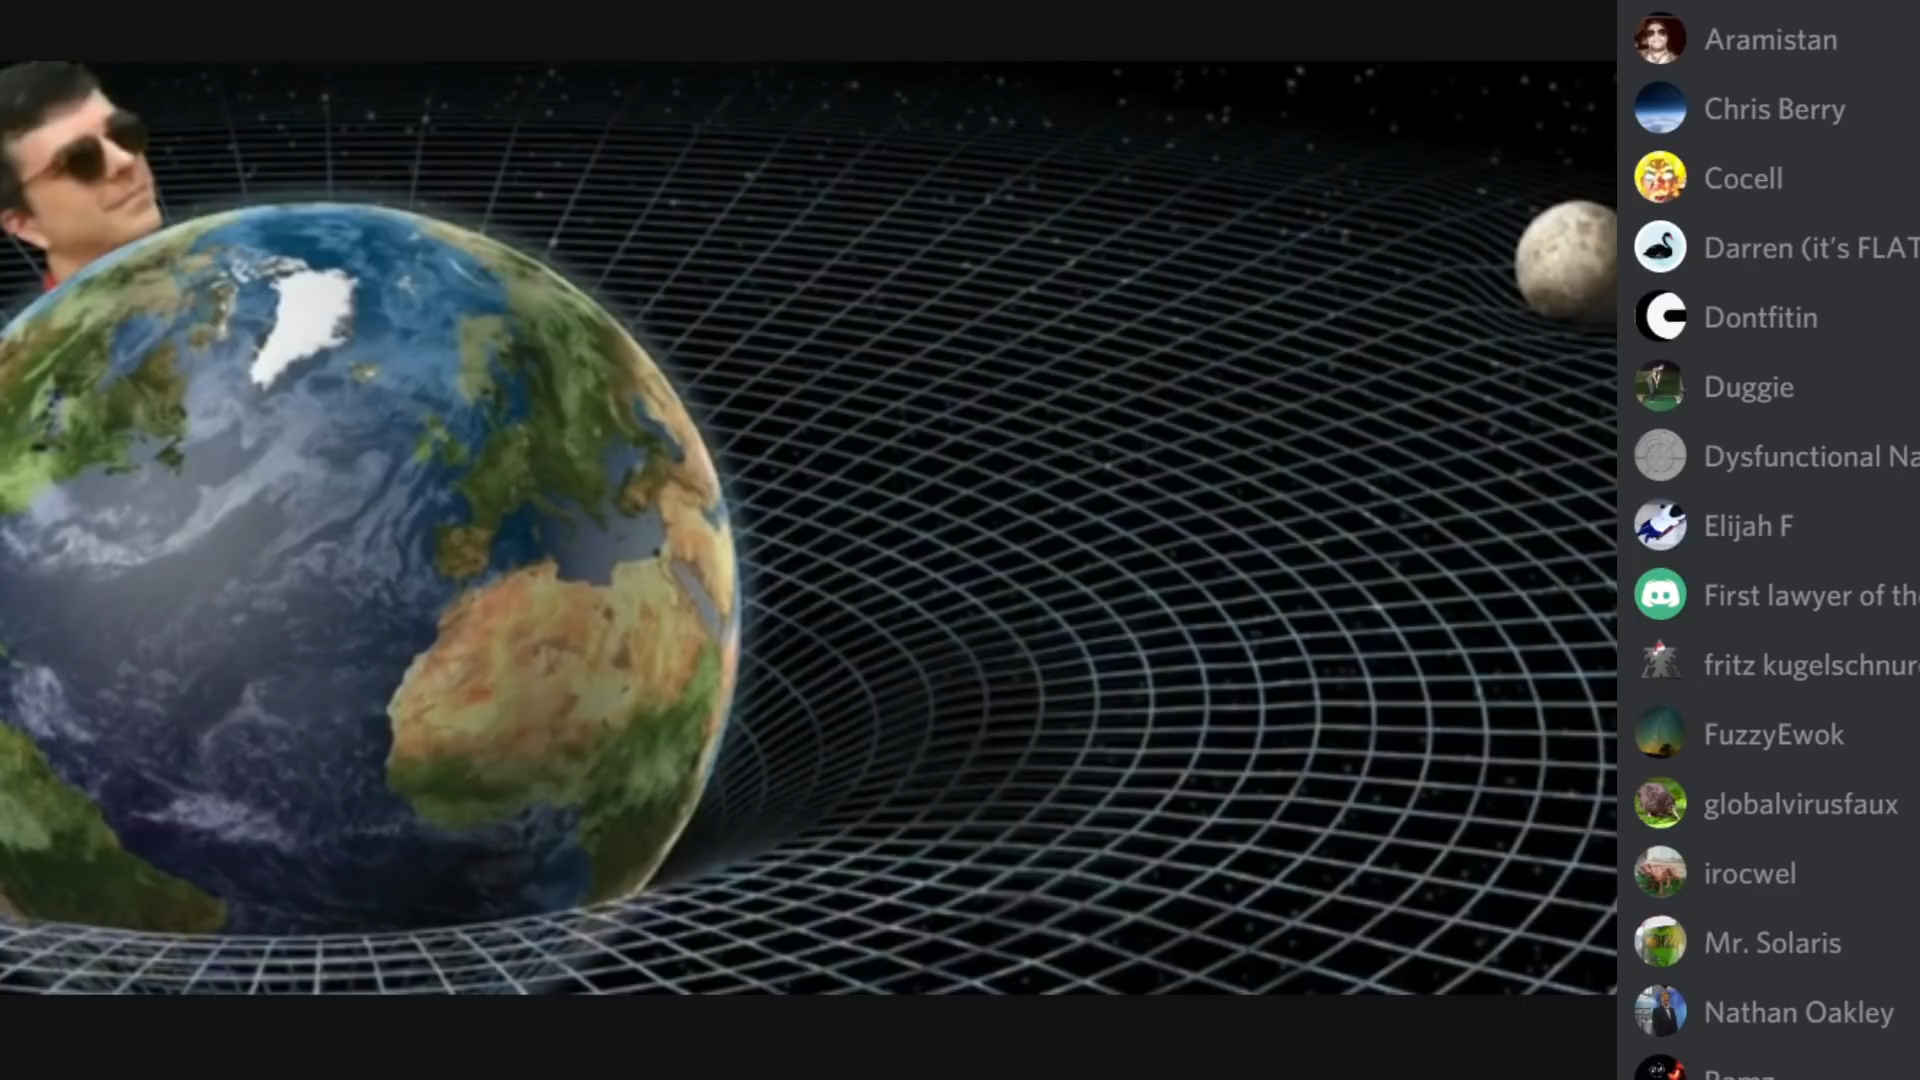 Aramistan
Chris Berry
Cocell
Darren (it's FLAT
Dontfitin
Duggie
Dysfunctional Na
Elijah F
First lawyer of the
fritz kugelschnur
FuzzyEwok
globalvirusfaux
irocwel
Mr. Solaris
Nathan Oakley